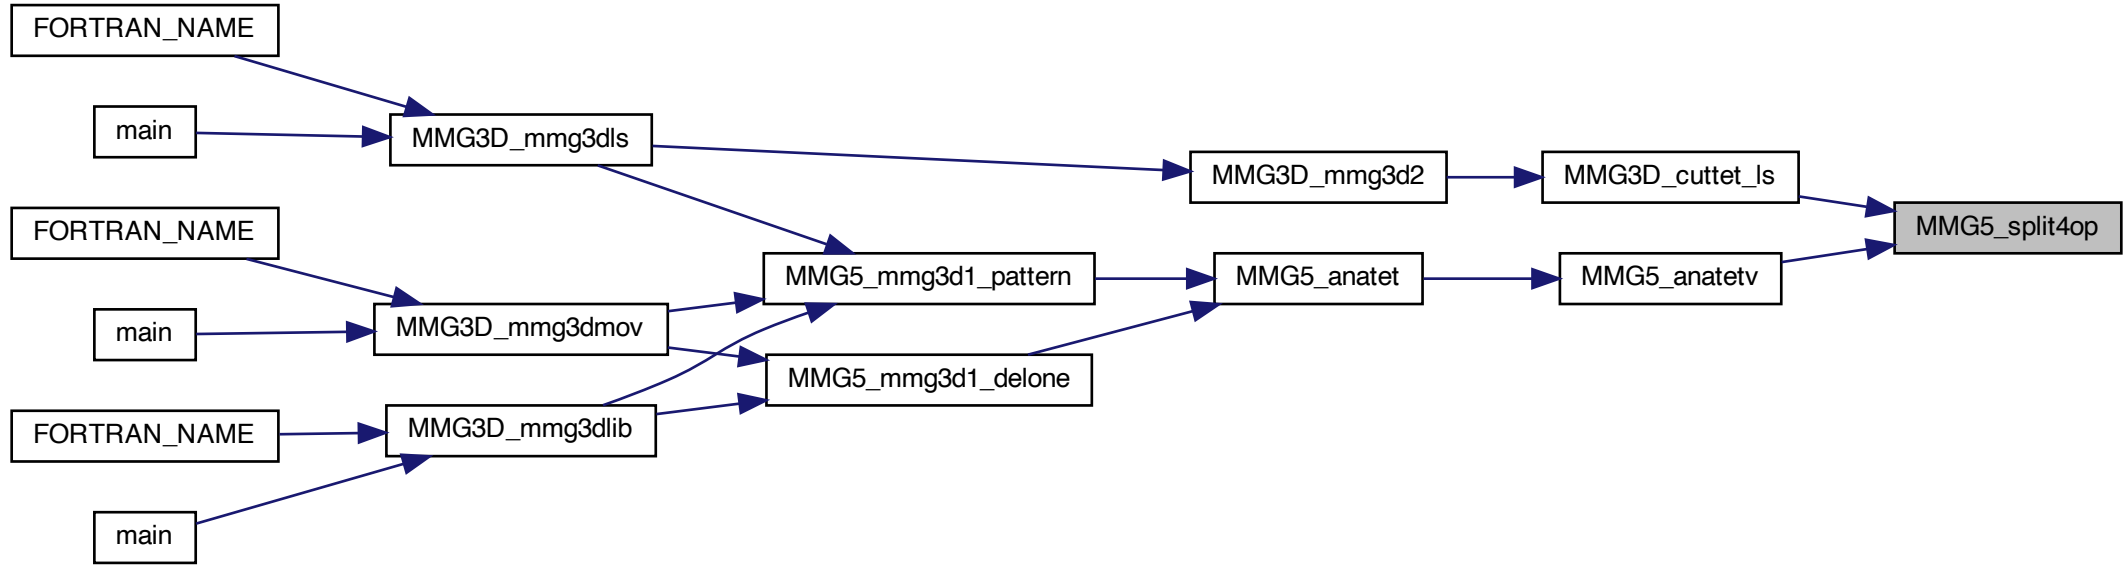 FORTRAN_NAME
main
MMG3D_mmg3dls
MMG3D_mmg3d2
MMG3D_cuttet_ls
MMG5_split4op
FORTRAN_NAME
MMG5_mmg3d1_pattern
MMG5_anatet
MMG5_anatetv
main
MMG3D_mmg3dmov
MMG5_mmg3d1_delone
FORTRAN_NAME
MMG3D_mmg3dlib
main